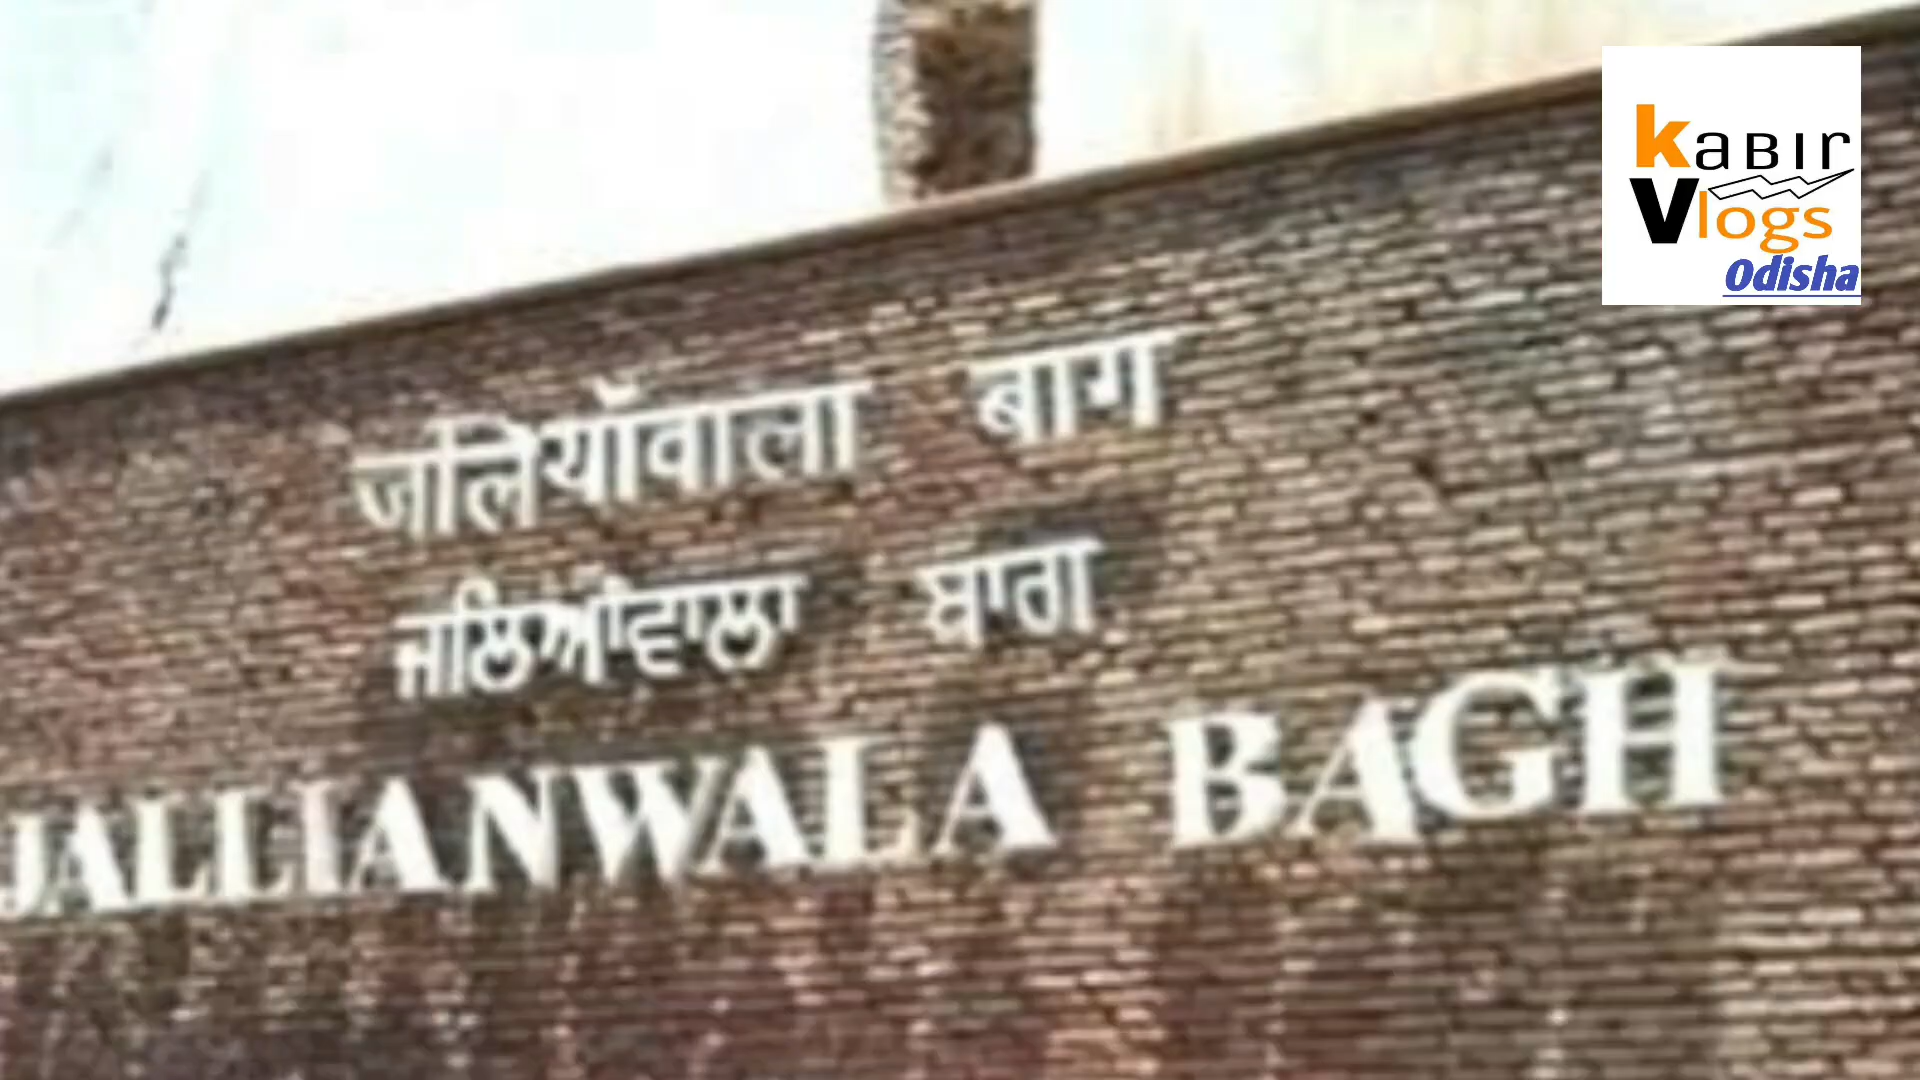 जलियाँवाला बाग
ਜਲਿਆਂਵਾਲਾ ਬਾਗ
JALLIANWALA BAGH
kaBIr
Vlogs
Odisha